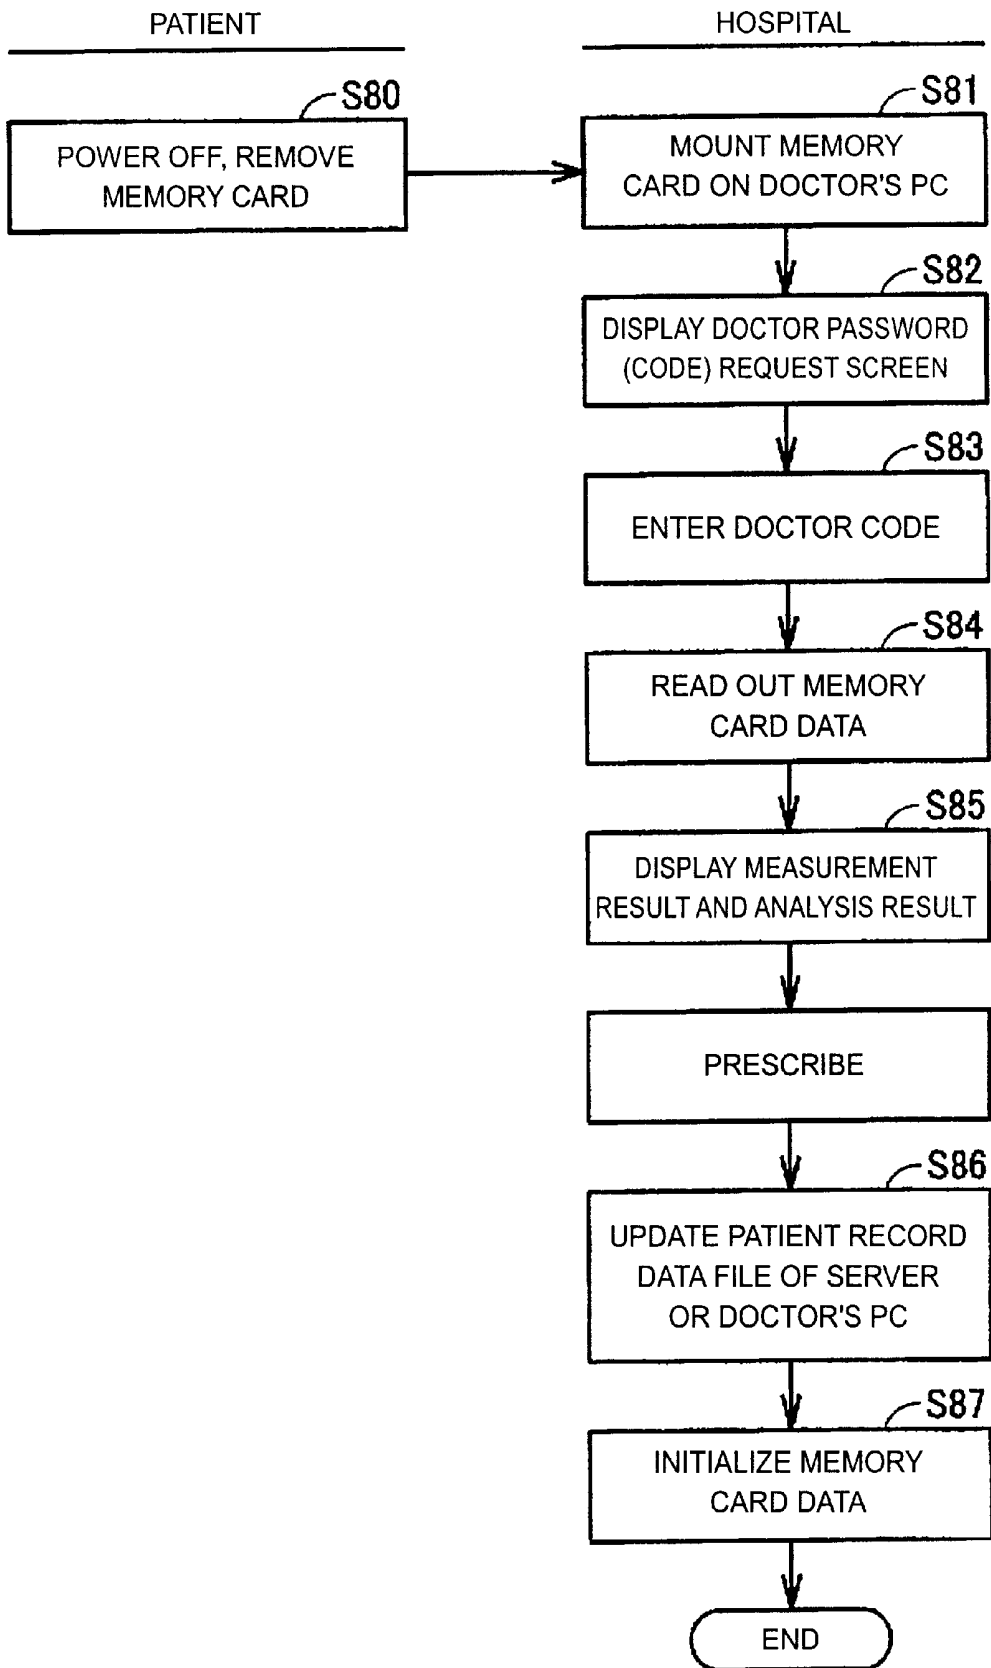 PATIENT
HOSPITAL
S80
POWER OFF, REMOVE
MEMORY CARD
S81
MOUNT MEMORY
CARD ON DOCTOR'S PC
S82
DISPLAY DOCTOR PASSWORD
(CODE) REQUEST SCREEN
S83
ENTER DOCTOR CODE
S84
READ OUT MEMORY
CARD DATA
S85
DISPLAY MEASUREMENT
RESULT AND ANALYSIS RESULT
PRESCRIBE
S86
UPDATE PATIENT RECORD
DATA FILE OF SERVER
OR DOCTOR'S PC
S87
INITIALIZE MEMORY
CARD DATA
END